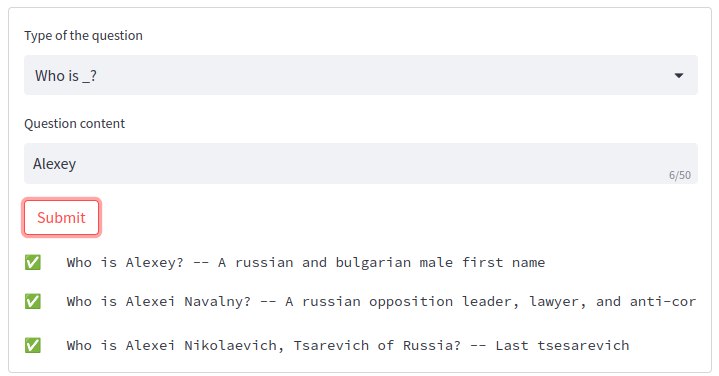 Type of the question
Who is _?
Question content
Alexey
6/50
Submit
Who is Alexey? -- A russian and bulgarian male first name
Who is Alexei Navalny? -- A russian opposition leader, lawyer, and anti-cor
Who is Alexei Nikolaevich, Tsarevich of Russia? -- Last tsesarevich